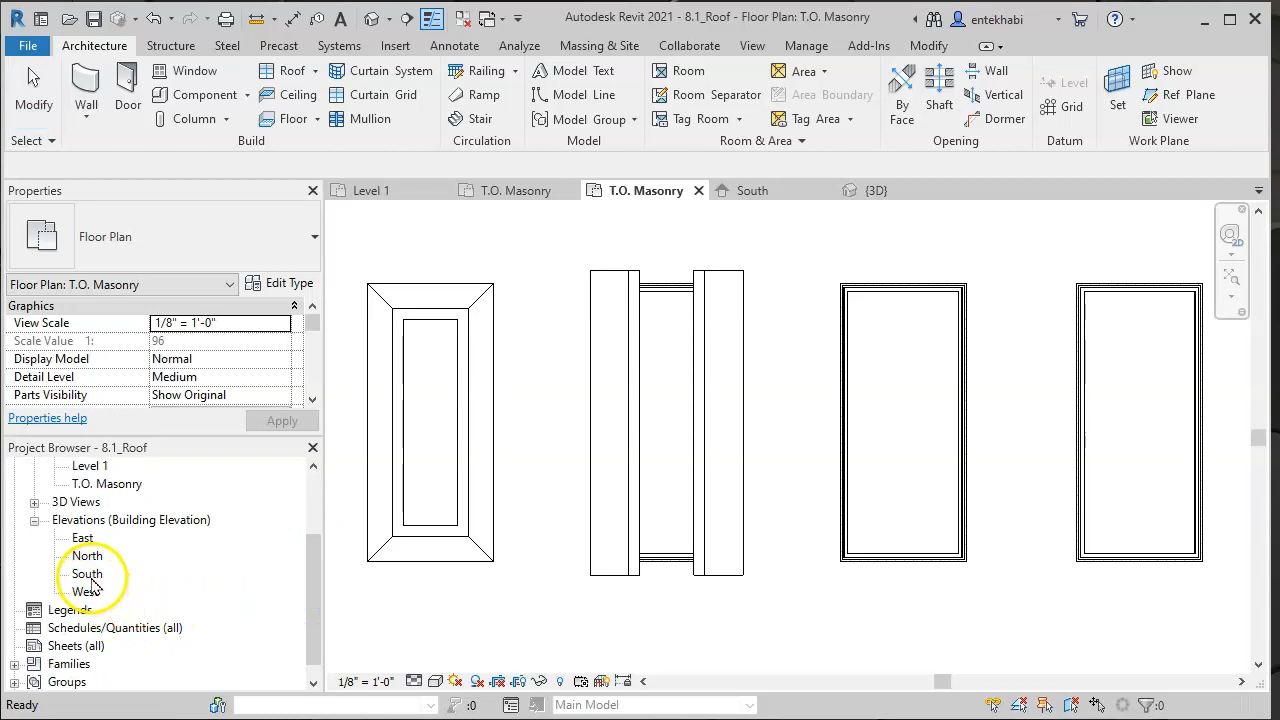 Autodesk Revit 2021 - 8.1_Roof - Floor Plan: T.O. Masonry
entekhabi
File
Architecture
Structure
Steel
Precast
Systems
Insert
Annotate
Analyze
Massing & Site
Collaborate
View
Manage
Add-Ins
Modify
Modify
Wall
Door
Window
Component
Column
Roof
Ceiling
Floor
Curtain System
Curtain Grid
Mullion
Railing
Ramp
Stair
Model Text
Model Line
Model Group
Room
Room Separator
Tag Room
Area
Area Boundary
Tag Area
By
Face
Shaft
Wall
Vertical
Dormer
Level
Grid
Set
Show
Ref Plane
Viewer
Select
Build
Circulation
Model
Room & Area
Opening
Datum
Work Plane
Properties
Level 1
T.O. Masonry
T.O. Masonry
South
{3D}
Floor Plan
Floor Plan: T.O. Masonry
Edit Type
Graphics
View Scale
1/8" = 1'-0"
Scale Value 1:
96
Display Model
Normal
Detail Level
Medium
Parts Visibility
Show Original
Properties help
Apply
Project Browser - 8.1_Roof
Level 1
T.O. Masonry
3D Views
Elevations (Building Elevation)
East
North
South
West
Legends
Schedules/Quantities (all)
Sheets (all)
Families
Groups
2D
1/8" = 1'-0"
Ready
:0
Main Model
:0